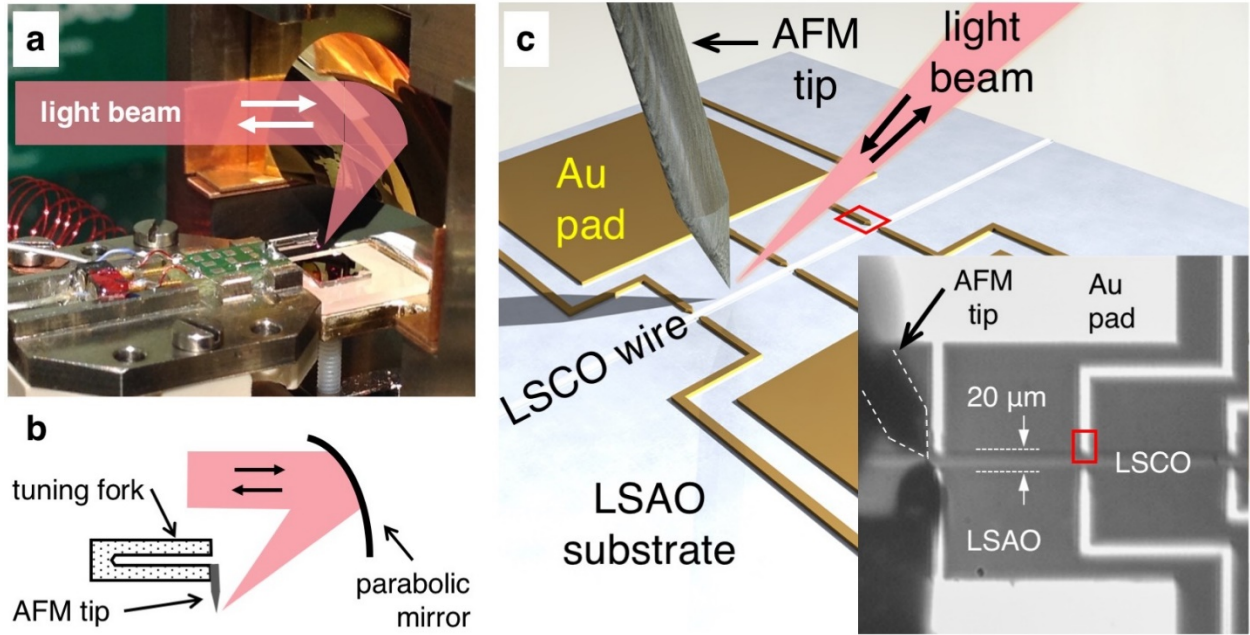 a
light beam
b
tuning fork
AFM tip
parabolic
mirror
c
AFM
tip
light
beam
Au
pad
LSCO wire
LSAO
substrate
AFM
tip
Au
pad
20 μm
LSCO
LSAO